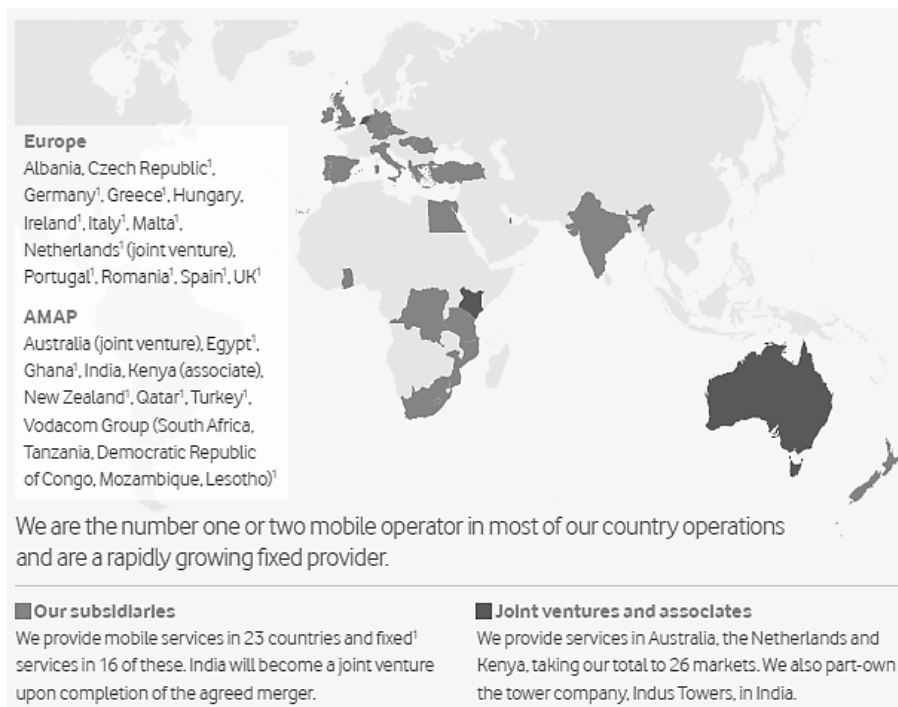 Europe
Albania, Czech Republic¹,
Germany¹, Greece¹, Hungary,
Ireland¹, Italy¹, Malta¹,
Netherlands¹ (joint venture),
Portugal¹, Romania¹, Spain¹, UK¹
AMAP
Australia (joint venture), Egypt¹,
Ghana¹, India, Kenya (associate),
New Zealand¹, Qatar¹, Turkey¹,
Vodacom Group (South Africa,
Tanzania, Democratic Republic
of Congo, Mozambique, Lesotho)¹
We are the number one or two mobile operator in most of our country operations
and are a rapidly growing fixed provider.
Our subsidiaries
We provide mobile services in 23 countries and fixed¹
services in 16 of these. India will become a joint venture
upon completion of the agreed merger.
Joint ventures and associates
We provide services in Australia, the Netherlands and
Kenya, taking our total to 26 markets. We also part-own
the tower company, Indus Towers, in India.